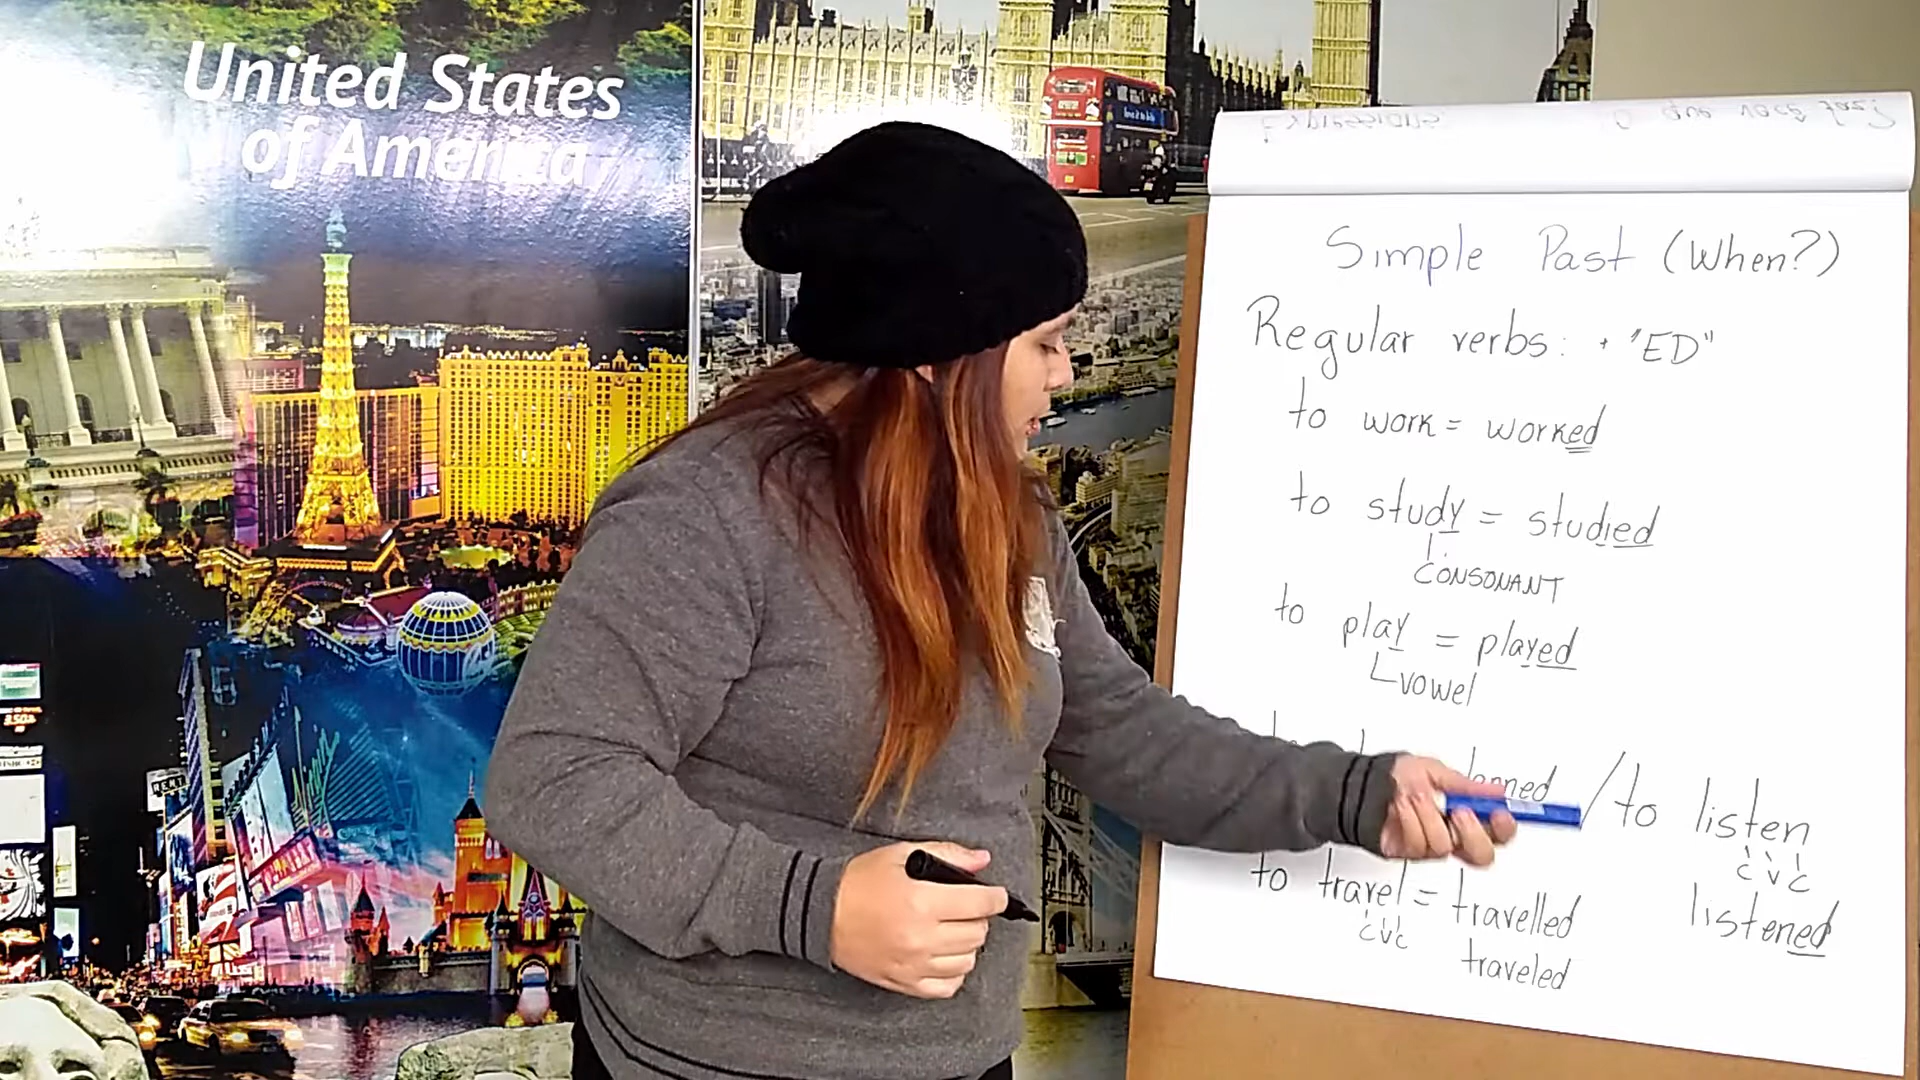 United States
of America
Simple Past (When?)
Regular verbs: + "ED"
to work = worked
to study = studied
CONSONANT
to play = played
vowel
/ to listen
c v c
to travel = travelled
listened
c v c
traveled
RENT